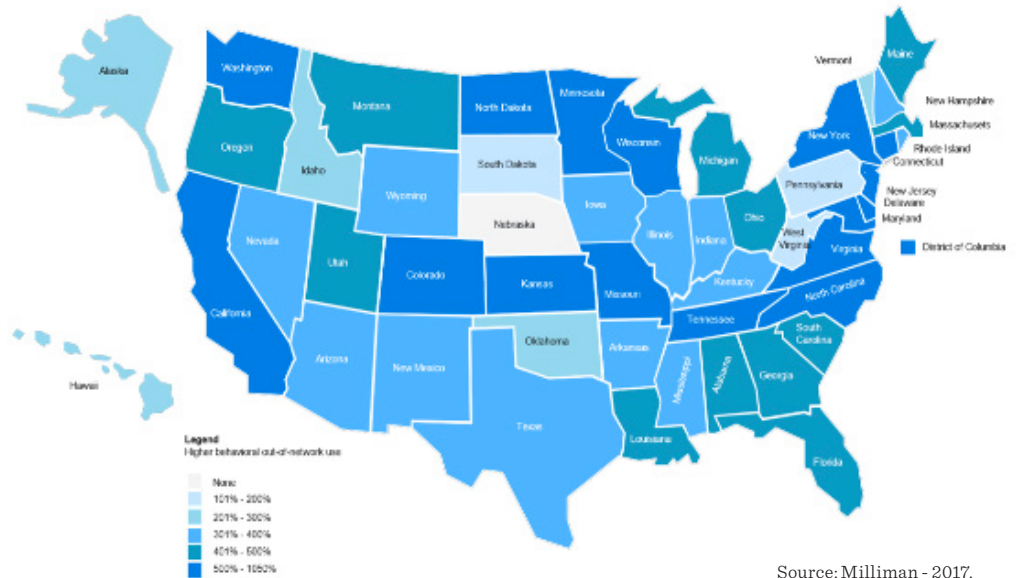 Alaska
Washington
Oregon
Idaho
Montana
Wyoming
Nevada
Utah
California
Arizona
Colorado
New Mexico
North Dakota
South Dakota
Nebraska
Kansas
Oklahoma
Texas
Minnesota
Iowa
Missouri
Arkansas
Louisiana
Wisconsin
Illinois
Indiana
Michigan
Ohio
Kentucky
Tennessee
Mississippi
Alabama
Georgia
Florida
South
Carolina
North Carolina
Virginia
West
Virginia
Pennsylvania
New York
Vermont
Maine
New Hampshire
Massachusets
Rhode Island
Connecticut
New Jersey
Delaware
Maryland
District of Columbia
Hawaii
Legend
Higher behavioral out-of-network use
None
101% - 200%
201% - 300%
301% - 400%
401% - 500%
500% - 1050%
Source: Milliman - 2017.